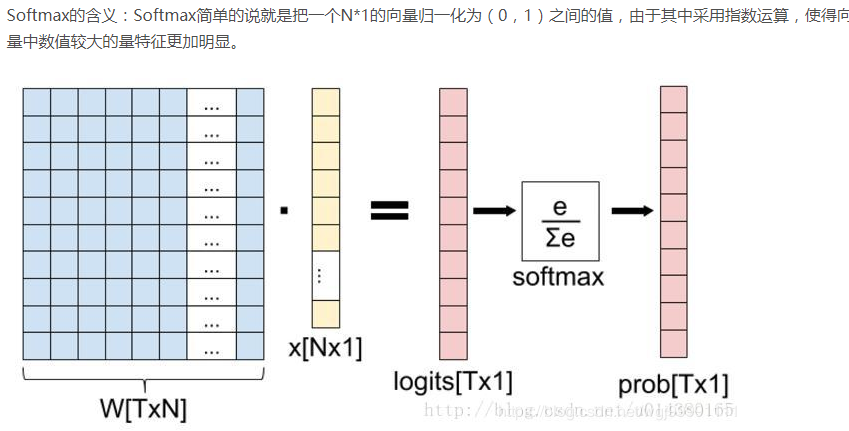 Softmax的含义：Softmax简单的说就是把一个N*1的向量归一化为（0，1）之间的值，由于其中采用指数运算，使得向
量中数值较大的量特征更加明显。
...
...
...
...
...
...
...
...
...
...
...
e
Σe
softmax
x[Nx1]
logits[Tx1]
prob[Tx1]
W[TxN]
http://blog.csdn.net/u014380165